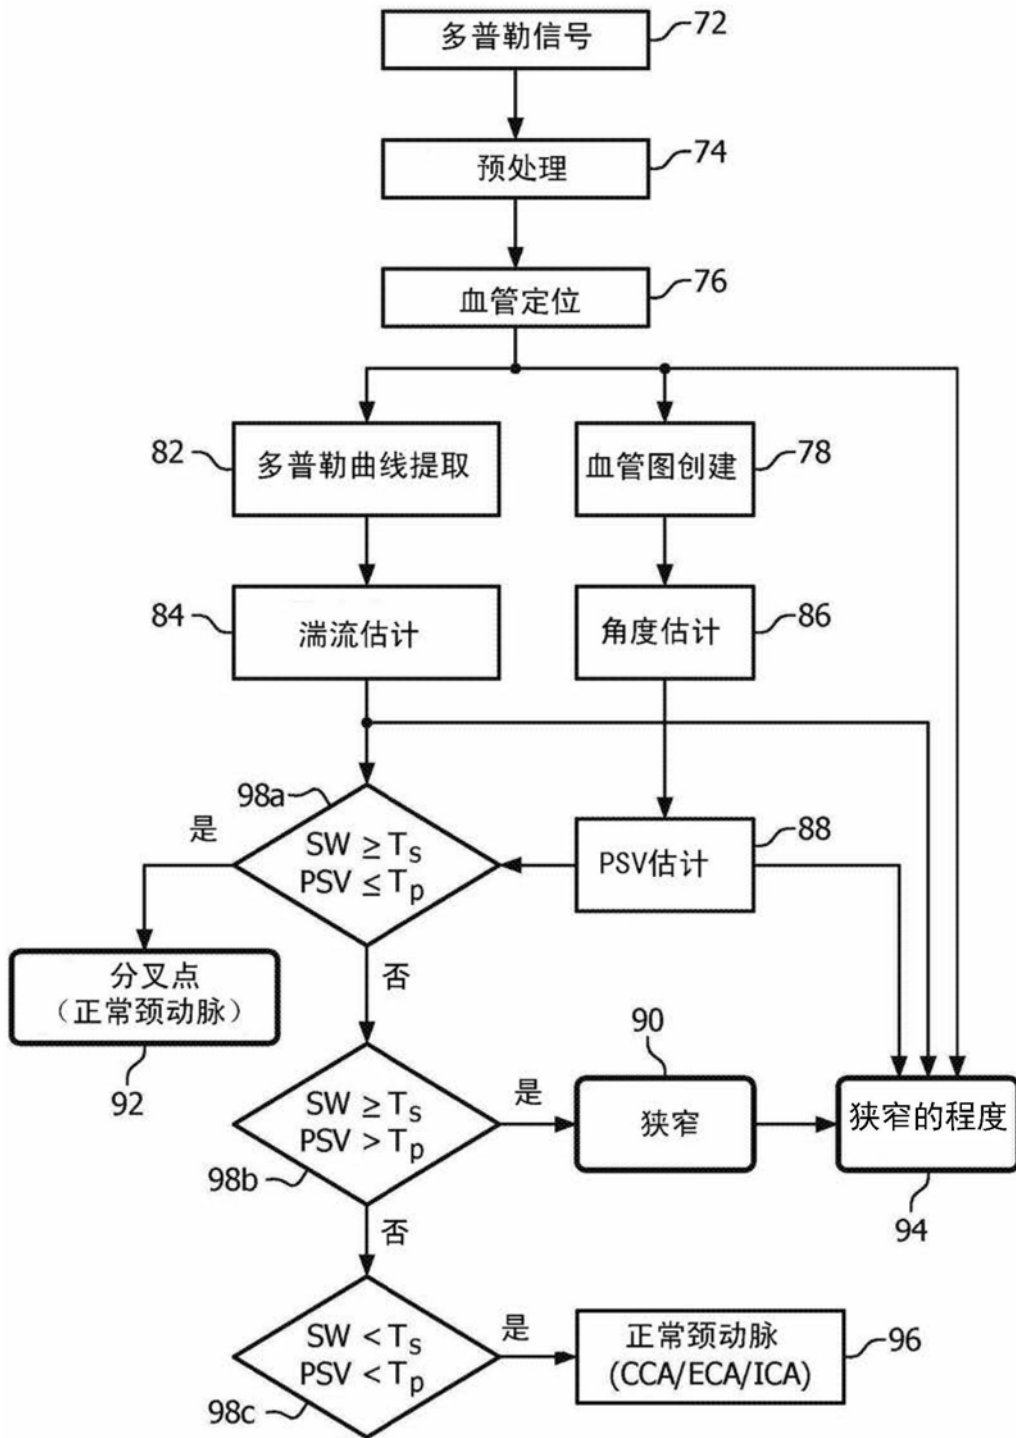 多普勒信号
72
预处理
74
血管定位
76
82
多普勒曲线提取
血管图创建
78
84
湍流估计
角度估计
86
98a
是
SW ≥ Ts
PSV ≤ Tp
PSV估计
88
分叉点
（正常颈动脉）
92
否
SW ≥ Ts
PSV > Tp
98b
是
90
狭窄
狭窄的程度
94
否
SW < Ts
PSV < Tp
98c
是
正常颈动脉
(CCA/ECA/ICA)
96